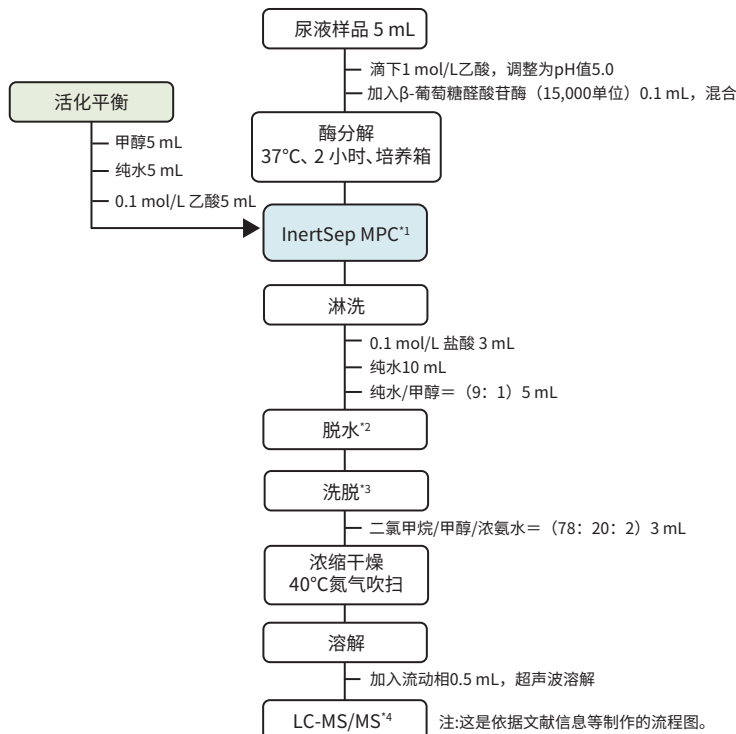 尿液样品 5 mL
滴下1 mol/L乙酸，调整为pH值5.0
加入β-葡萄糖醛酸苷酶（15,000单位）0.1 mL，混合
活化平衡
甲醇5 mL
纯水5 mL
0.1 mol/L 乙酸5 mL
酶分解
37℃、2 小时、培养箱
InertSep MPC*1
淋洗
0.1 mol/L 盐酸 3 mL
纯水10 mL
纯水/甲醇＝（9：1）5 mL
脱水*2
洗脱*3
二氯甲烷/甲醇/浓氨水＝（78：20：2）3 mL
浓缩干燥
40℃氮气吹扫
溶解
加入流动相0.5 mL，超声波溶解
LC-MS/MS*4
注:这是依据文献信息等制作的流程图。